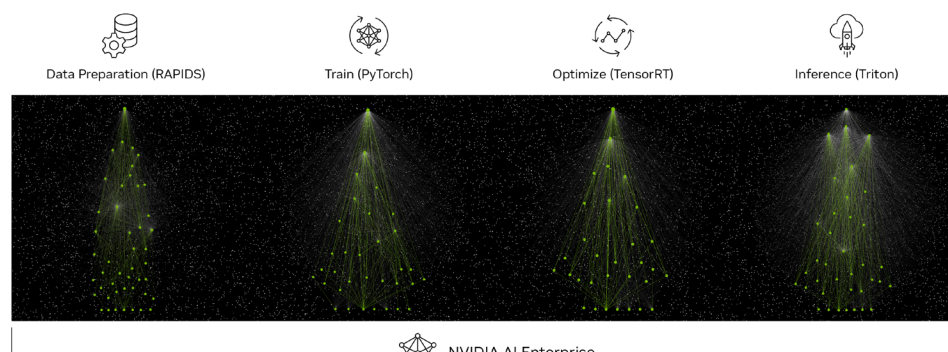 Data Preparation (RAPIDS)
Train (PyTorch)
Optimize (TensorRT)
Inference (Triton)
NVIDIA AI Enterprise